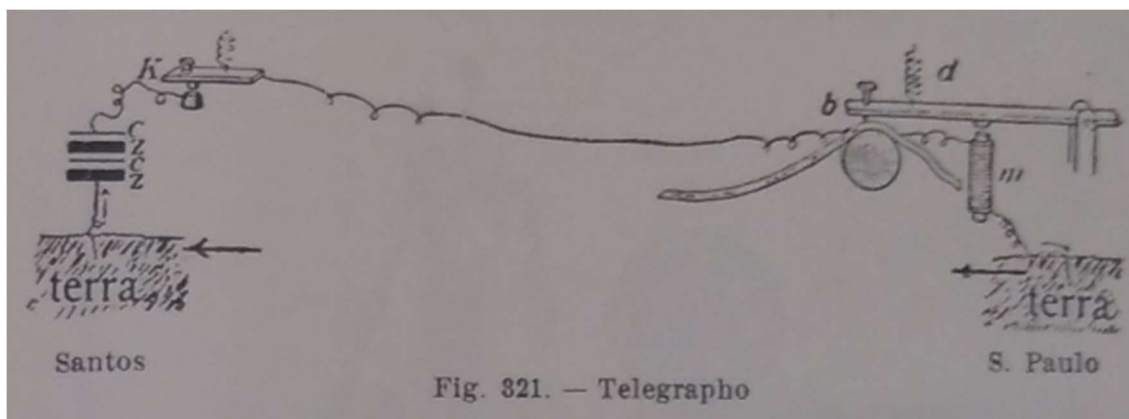 K
C
Z
C
Z
b
d
m
terra
terra
Santos
S. Paulo
Fig. 321. — Telegrapho